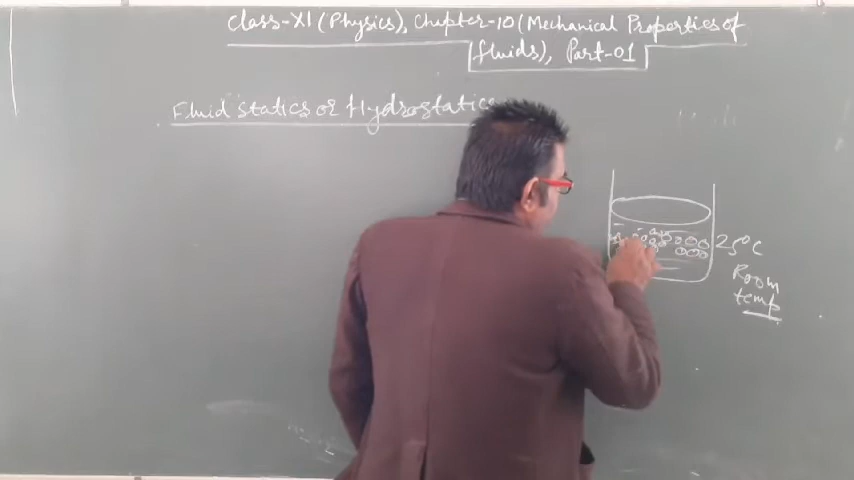 Class-XI (Physics), Chapter-10 (Mechanical Properties of
fluids), Part-01
Fluid statics or Hydrostatics
25°C
Room
temp